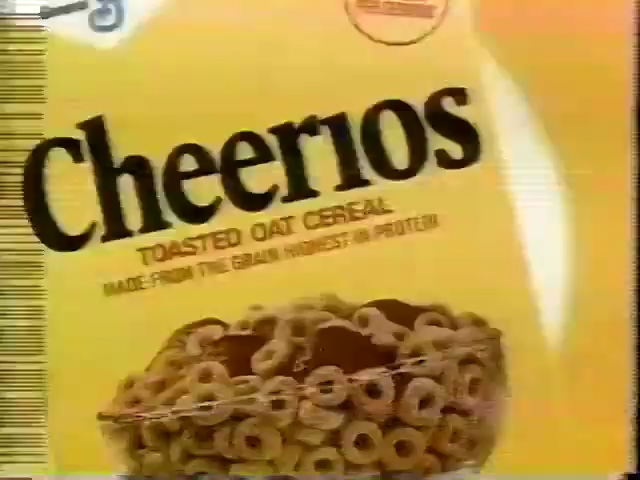 Cheerios
TOASTED OAT CEREAL
MADE FROM THE GRAIN HIGHEST IN PROTEIN